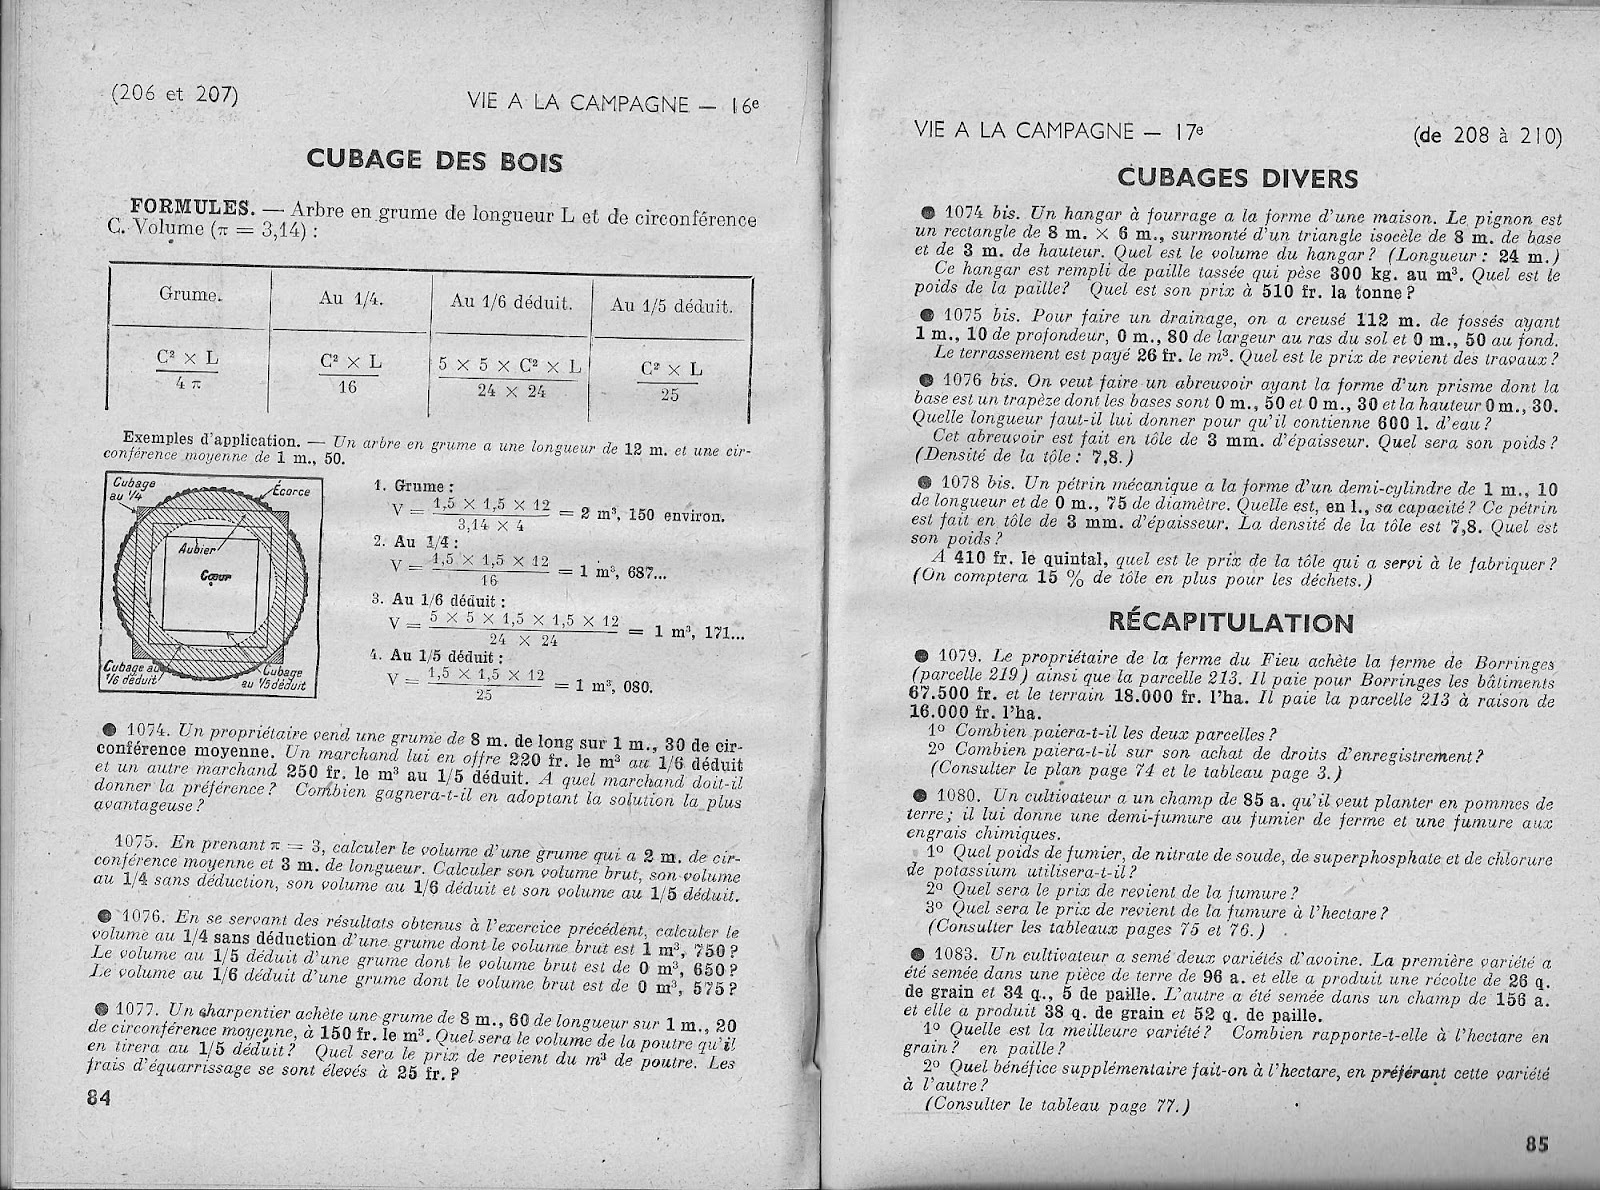 (206 et 207)
VIE A LA CAMPAGNE — 16e
CUBAGE DES BOIS
FORMULES. — Arbre en grume de longueur L et de circonférence
C. Volume (π = 3,14) :
Grume. Au 1/4. Au 1/6 déduit. Au 1/5 déduit.
C² × L C² × L 5 × 5 × C² × L C² × L
4 π 16 24 × 24 25
Exemples d'application. — Un arbre en grume a une longueur de 12 m. et une cir-
conférence moyenne de 1 m., 50.
Cubage
au 1/4
Écorce
Aubier
Cœur
Cubage au
1/6 déduit
Cubage
au 1/5 déduit
1. Grume :
V = 1,5 × 1,5 × 12 / 3,14 × 4 = 2 m³, 150 environ.
2. Au 1/4 :
V = 1,5 × 1,5 × 12 / 16 = 1 m³, 687...
3. Au 1/6 déduit :
V = 5 × 5 × 1,5 × 1,5 × 12 / 24 × 24 = 1 m³, 171...
4. Au 1/5 déduit :
V = 1,5 × 1,5 × 12 / 25 = 1 m³, 080.
● 1074. Un propriétaire vend une grume de 8 m. de long sur 1 m., 30 de cir-
conférence moyenne. Un marchand lui en offre 220 fr. le m³ au 1/6 déduit
et un autre marchand 250 fr. le m³ au 1/5 déduit. A quel marchand doit-il
donner la préférence ? Combien gagnera-t-il en adoptant la solution la plus
avantageuse ?
1075. En prenant π = 3, calculer le volume d'une grume qui a 2 m. de cir-
conférence moyenne et 3 m. de longueur. Calculer son volume brut, son volume
au 1/4 sans déduction, son volume au 1/6 déduit et son volume au 1/5 déduit.
● 1076. En se servant des résultats obtenus à l'exercice précédent, calculer le
volume au 1/4 sans déduction d'une grume dont le volume brut est 1 m³, 750 ?
Le volume au 1/5 déduit d'une grume dont le volume brut est de 0 m³, 650 ?
Le volume au 1/6 déduit d'une grume dont le volume brut est de 0 m³, 575 ?
● 1077. Un charpentier achète une grume de 8 m., 60 de longueur sur 1 m., 20
de circonférence moyenne, à 150 fr. le m³. Quel sera le volume de la poutre qu'il
en tirera au 1/5 déduit ? Quel sera le prix de revient du m³ de poutre. Les
frais d'équarrissage se sont élevés à 25 fr. ?
84
VIE A LA CAMPAGNE — 17e
(de 208 à 210)
CUBAGES DIVERS
● 1074 bis. Un hangar à fourrage a la forme d'une maison. Le pignon est
un rectangle de 8 m. × 6 m., surmonté d'un triangle isocèle de 8 m. de base
et de 3 m. de hauteur. Quel est le volume du hangar ? (Longueur : 24 m.)
Ce hangar est rempli de paille tassée qui pèse 300 kg. au m³. Quel est le
poids de la paille ? Quel est son prix à 510 fr. la tonne ?
● 1075 bis. Pour faire un drainage, on a creusé 112 m. de fossés ayant
1 m., 10 de profondeur, 0 m., 80 de largeur au ras du sol et 0 m., 50 au fond.
Le terrassement est payé 26 fr. le m³. Quel est le prix de revient des travaux ?
● 1076 bis. On veut faire un abreuvoir ayant la forme d'un prisme dont la
base est un trapèze dont les bases sont 0 m., 50 et 0 m., 30 et la hauteur 0 m., 30.
Quelle longueur faut-il lui donner pour qu'il contienne 600 l. d'eau ?
Cet abreuvoir est fait en tôle de 3 mm. d'épaisseur. Quel sera son poids ?
(Densité de la tôle : 7,8.)
● 1078 bis. Un pétrin mécanique a la forme d'un demi-cylindre de 1 m., 10
de longueur et de 0 m., 75 de diamètre. Quelle est, en l., sa capacité ? Ce pétrin
est fait en tôle de 3 mm. d'épaisseur. La densité de la tôle est 7,8. Quel est
son poids ?
A 410 fr. le quintal, quel est le prix de la tôle qui a servi à le fabriquer ?
(On comptera 15 % de tôle en plus pour les déchets.)
RÉCAPITULATION
● 1079. Le propriétaire de la ferme du Fieu achète la ferme de Borringes
(parcelle 219) ainsi que la parcelle 213. Il paie pour Borringes les bâtiments
67.500 fr. et le terrain 18.000 fr. l'ha. Il paie la parcelle 213 à raison de
16.000 fr. l'ha.
1º Combien paiera-t-il les deux parcelles ?
2º Combien paiera-t-il sur son achat de droits d'enregistrement ?
(Consulter le plan page 74 et le tableau page 3.)
● 1080. Un cultivateur a un champ de 85 a. qu'il veut planter en pommes de
terre ; il lui donne une demi-fumure au fumier de ferme et une fumure aux
engrais chimiques.
1º Quel poids de fumier, de nitrate de soude, de superphosphate et de chlorure
de potassium utilisera-t-il ?
2º Quel sera le prix de revient de la fumure ?
3º Quel sera le prix de revient de la fumure à l'hectare ?
(Consulter les tableaux pages 75 et 76.)
● 1083. Un cultivateur a semé deux variétés d'avoine. La première variété a
été semée dans une pièce de terre de 96 a. et elle a produit une récolte de 26 q.
de grain et 34 q., 5 de paille. L'autre a été semée dans un champ de 156 a.
et elle a produit 38 q. de grain et 52 q. de paille.
1º Quelle est la meilleure variété ? Combien rapporte-t-elle à l'hectare en
grain ? en paille ?
2º Quel bénéfice supplémentaire fait-on à l'hectare, en préférant cette variété
à l'autre ?
(Consulter le tableau page 77.)
85